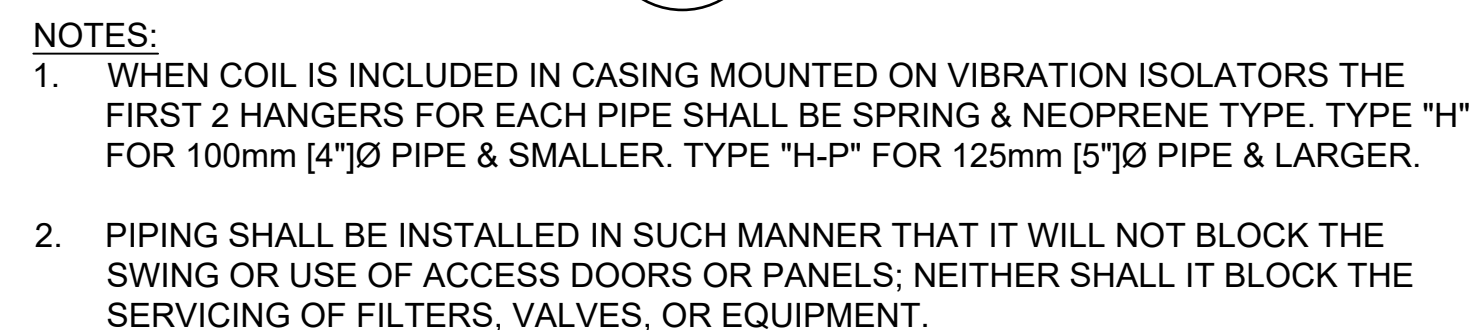 NOTES:
1. WHEN COIL IS INCLUDED IN CASING MOUNTED ON VIBRATION ISOLATORS THE
FIRST 2 HANGERS FOR EACH PIPE SHALL BE SPRING & NEOPRENE TYPE. TYPE "H"
FOR 100mm [4"]Ø PIPE & SMALLER. TYPE "H-P" FOR 125mm [5"]Ø PIPE & LARGER.
2. PIPING SHALL BE INSTALLED IN SUCH MANNER THAT IT WILL NOT BLOCK THE
SWING OR USE OF ACCESS DOORS OR PANELS; NEITHER SHALL IT BLOCK THE
SERVICING OF FILTERS, VALVES, OR EQUIPMENT.